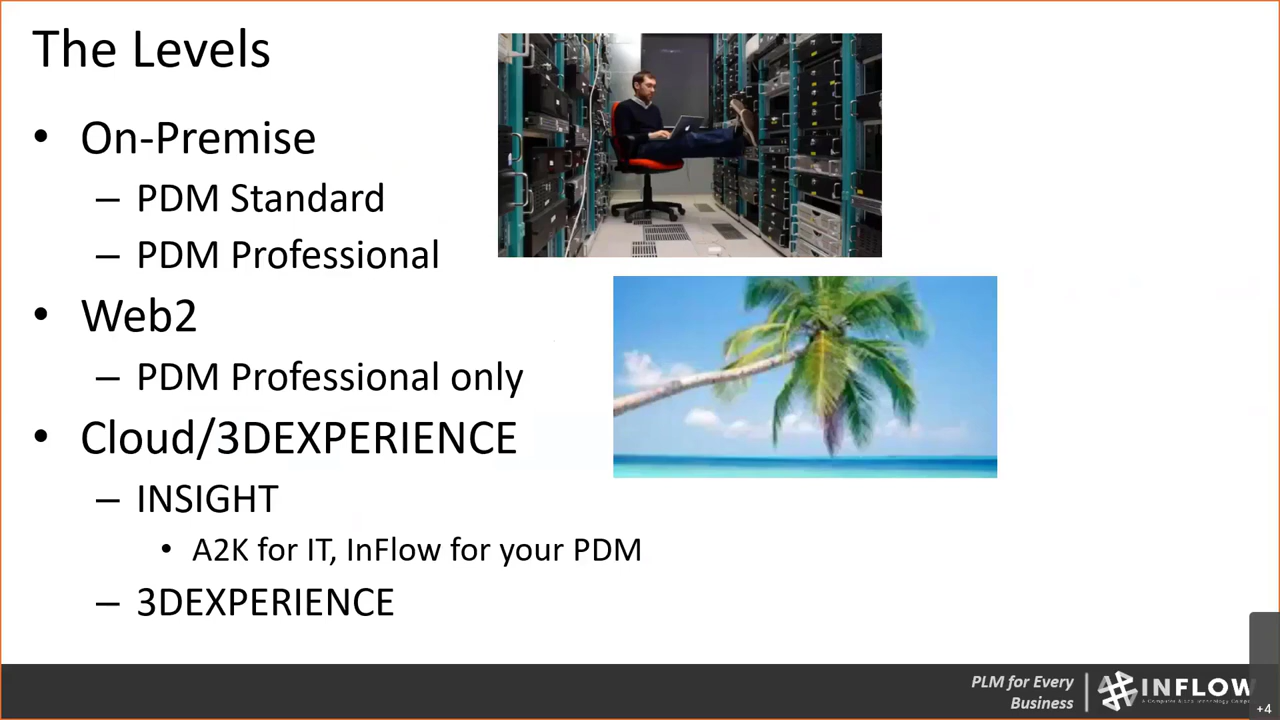 The Levels
• On-Premise
– PDM Standard
– PDM Professional
• Web2
– PDM Professional only
• Cloud/3DEXPERIENCE
– INSIGHT
• A2K for IT, InFlow for your PDM
– 3DEXPERIENCE
PLM for Every
Business
INFLOW
+4